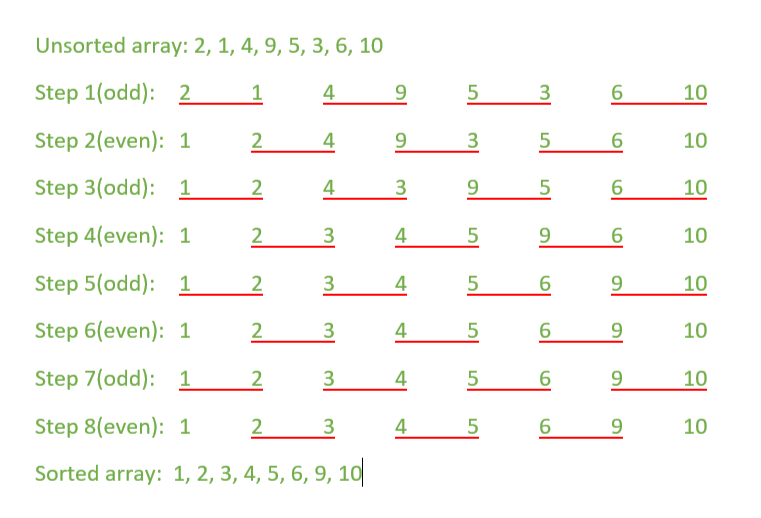 Unsorted array: 2, 1, 4, 9, 5, 3, 6, 10
Step 1(odd): 2 1 4 9 5 3 6 10
Step 2(even): 1 2 4 9 3 5 6 10
Step 3(odd): 1 2 4 3 9 5 6 10
Step 4(even): 1 2 3 4 5 9 6 10
Step 5(odd): 1 2 3 4 5 6 9 10
Step 6(even): 1 2 3 4 5 6 9 10
Step 7(odd): 1 2 3 4 5 6 9 10
Step 8(even): 1 2 3 4 5 6 9 10
Sorted array: 1, 2, 3, 4, 5, 6, 9, 10